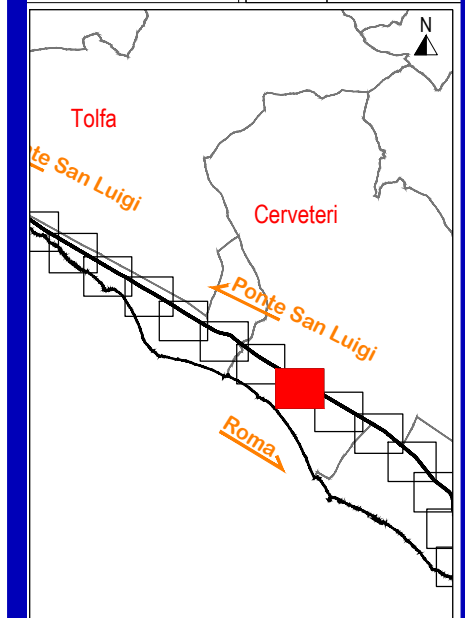 N
Tolfa
nte San Luigi
Cerveteri
Ponte San Luigi
Roma